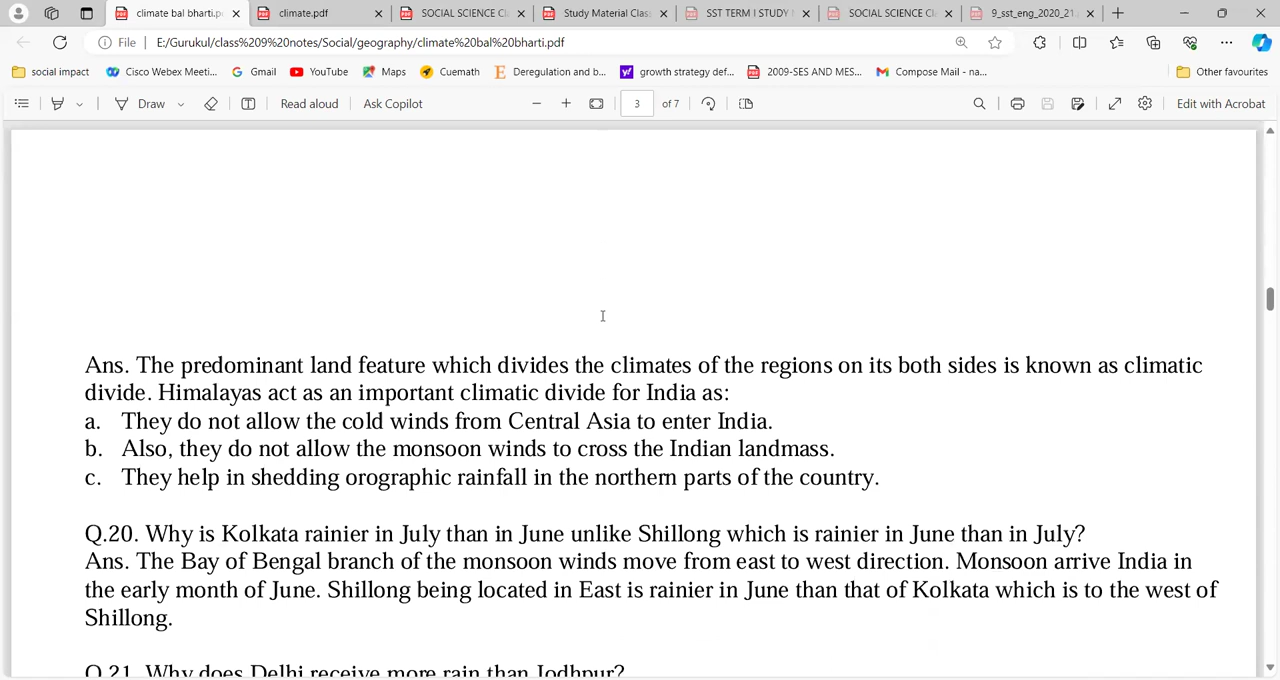 climate bal bharti.p
climate.pdf
SOCIAL SCIENCE Cl
Study Material Class
SST TERM I STUDY
SOCIAL SCIENCE Cl
9_sst_eng_2020_21
File
E:/Gurukul/class%209%20notes/Social/geography/climate%20bal%20bharti.pdf
social impact
Cisco Webex Meeti...
Gmail
YouTube
Maps
Cuemath
Deregulation and b...
growth strategy def...
2009-SES AND MES...
Compose Mail - na...
Other favourites
Draw
Read aloud
Ask Copilot
3
of 7
Edit with Acrobat
Ans. The predominant land feature which divides the climates of the regions on its both sides is known as climatic
divide. Himalayas act as an important climatic divide for India as:
a. They do not allow the cold winds from Central Asia to enter India.
b. Also, they do not allow the monsoon winds to cross the Indian landmass.
c. They help in shedding orographic rainfall in the northern parts of the country.
Q.20. Why is Kolkata rainier in July than in June unlike Shillong which is rainier in June than in July?
Ans. The Bay of Bengal branch of the monsoon winds move from east to west direction. Monsoon arrive India in
the early month of June. Shillong being located in East is rainier in June than that of Kolkata which is to the west of
Shillong.
Q.21. Why does Delhi receive more rain than Jodhpur?